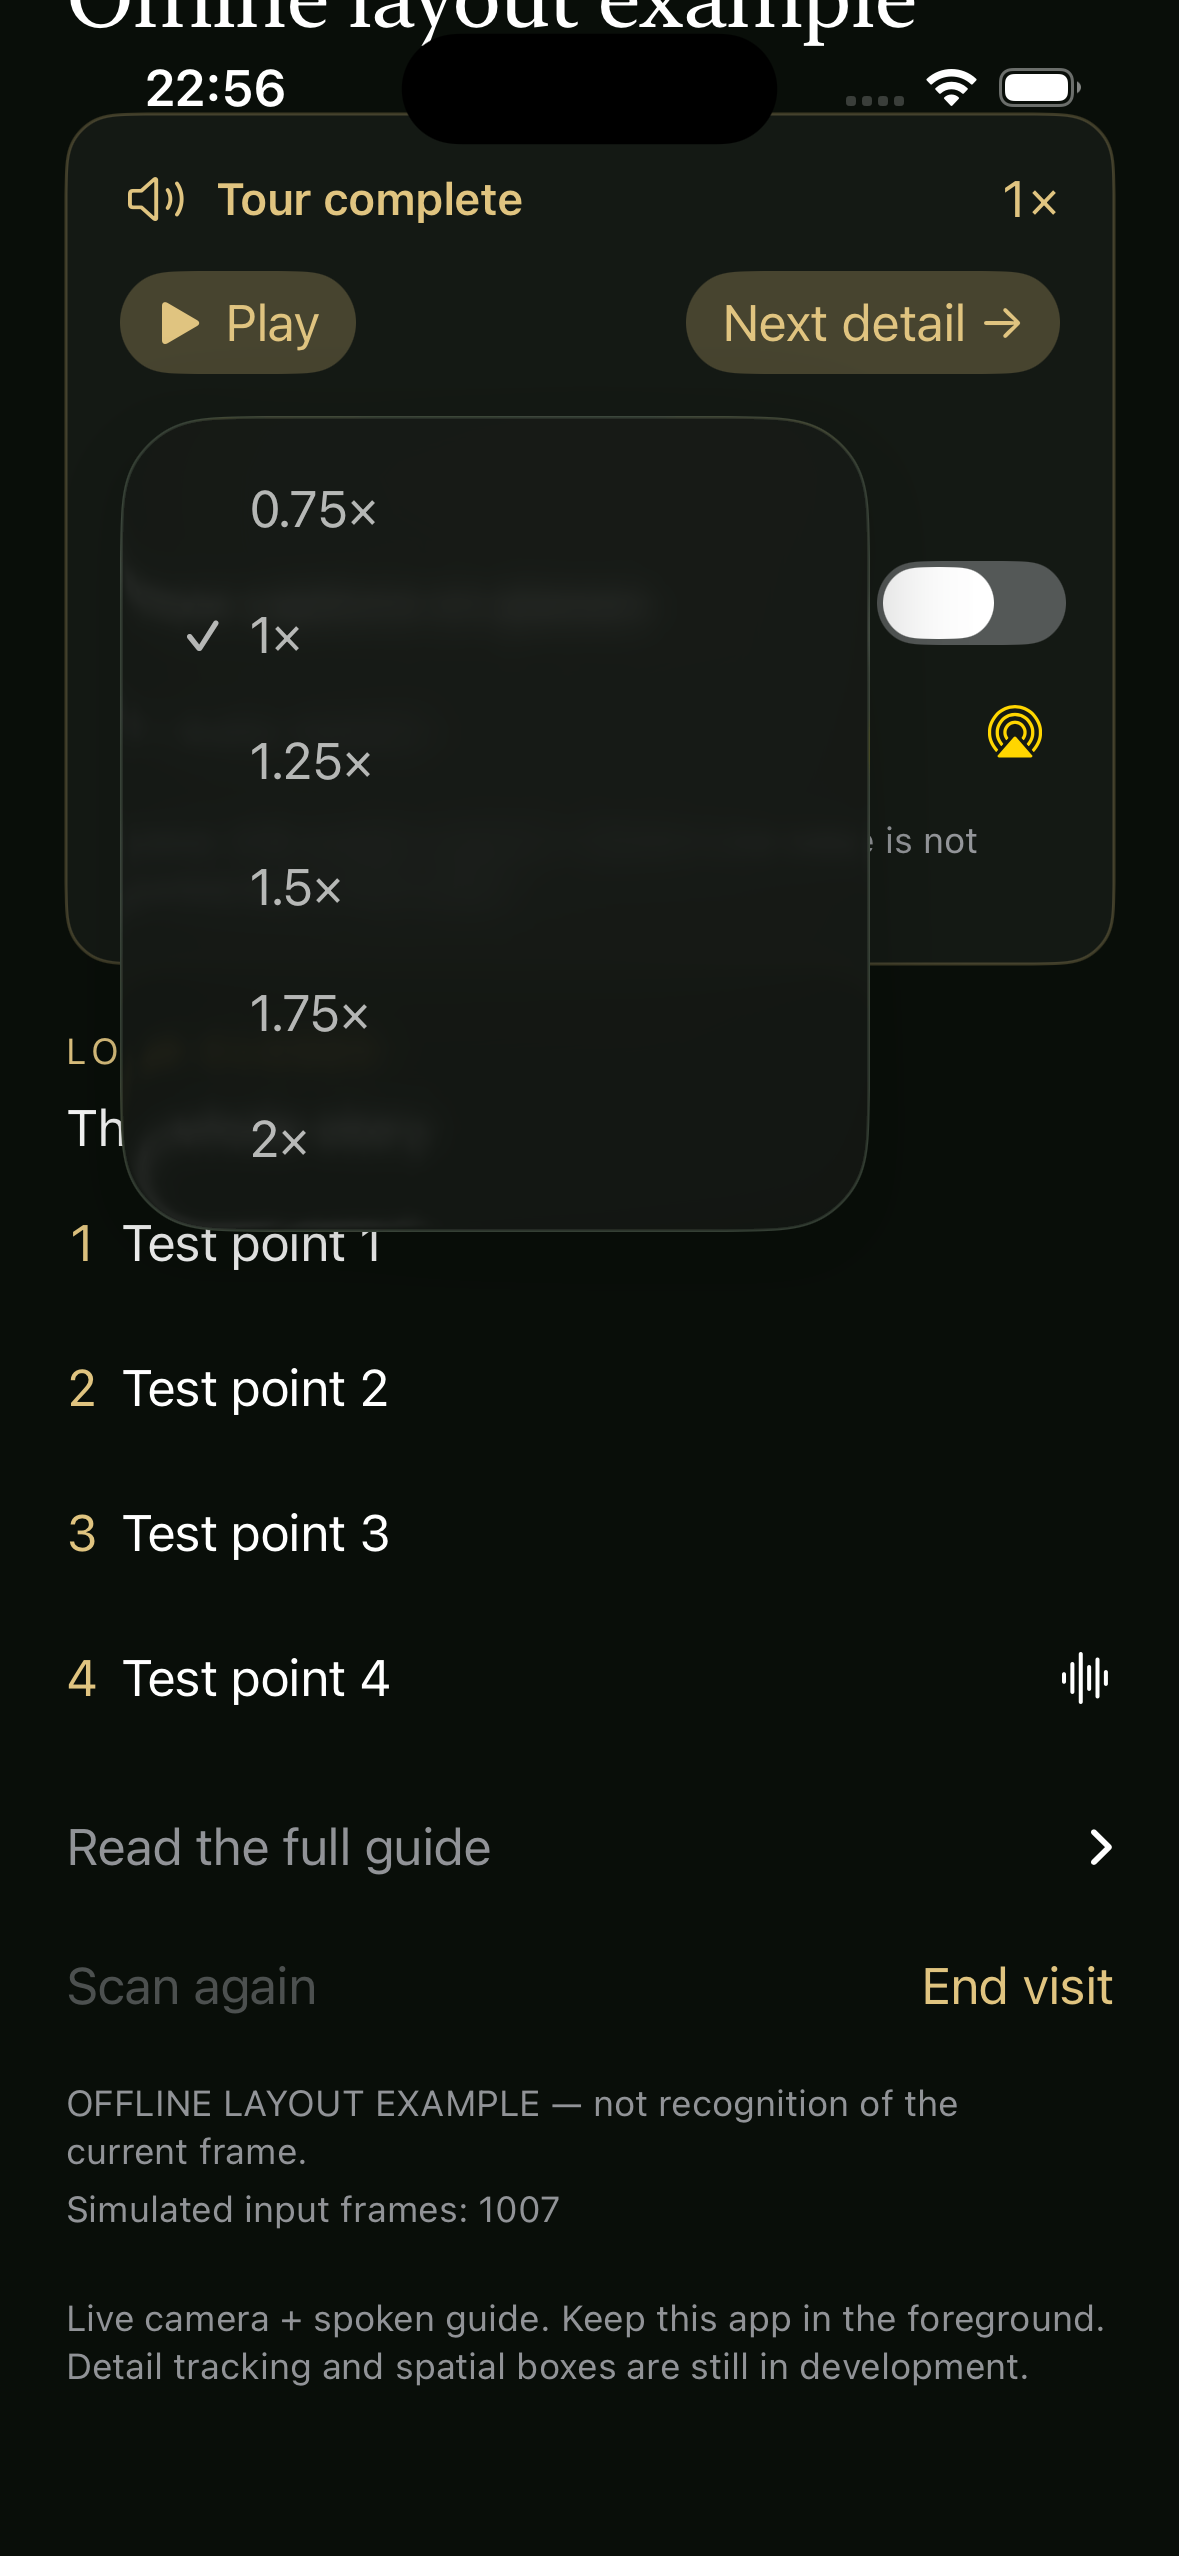 Offline layout example
22:56
Tour complete
1×
Play
Next detail →
0.75×
✓ 1×
1.25×
1.5×
is not
1.75×
LO
Th
2×
1 Test point 1
2 Test point 2
3 Test point 3
4 Test point 4
Read the full guide
Scan again
End visit
OFFLINE LAYOUT EXAMPLE — not recognition of the
current frame.
Simulated input frames: 1007
Live camera + spoken guide. Keep this app in the foreground.
Detail tracking and spatial boxes are still in development.